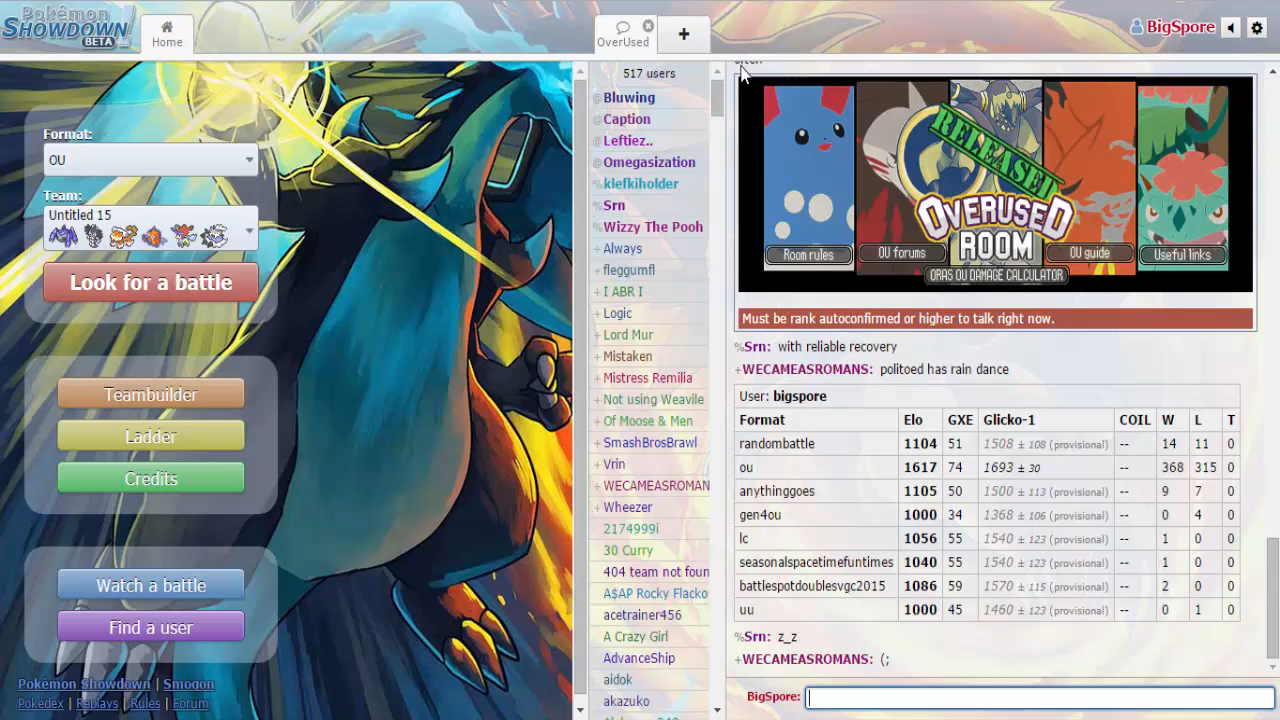 Pokémon
SHOWDOWN
BETA
Home
OverUsed
+
BigSpore
Format:
OU
Team:
Untitled 15
Look for a battle
Teambuilder
Ladder
Credits
Watch a battle
Find a user
Pokémon Showdown | Smogon
Pokedex | Replays | Rules | Forum
517 users
@Bluwing
@Caption
@Leftiez..
@Omegasization
%klefkiholder
%Srn
%Wizzy The Pooh
+Always
+fleggumfl
+I ABR I
+Logic
+Lord Mur
+Mistaken
+Mistress Remilia
+Not using Weavile
+Of Moose & Men
+SmashBrosBrawl
+Vrin
+WECAMEASROMAN
+Wheezer
2174999i
30 Curry
404 team not foun
A$AP Rocky Flacko
acetrainer456
A Crazy Girl
AdvanceShip
aidok
akazuko
RELEASED
OVERUSED
ROOM
Room rules
OU forums
OU guide
Useful links
ORAS OU DAMAGE CALCULATOR
Must be rank autoconfirmed or higher to talk right now.
%Srn: with reliable recovery
+WECAMEASROMANS: politoed has rain dance
User: bigspore
Format Elo GXE Glicko-1 COIL W L T
randombattle 1104 51 1508 ± 108 (provisional) -- 14 11 0
ou 1617 74 1693 ± 30 -- 368 315 0
anythinggoes 1105 50 1500 ± 113 (provisional) -- 9 7 0
gen4ou 1000 34 1368 ± 106 (provisional) -- 0 4 0
lc 1056 55 1540 ± 123 (provisional) -- 1 0 0
seasonalspacetimefuntimes 1040 55 1540 ± 123 (provisional) -- 1 0 0
battlespotdoublesvgc2015 1086 59 1570 ± 115 (provisional) -- 2 0 0
uu 1000 45 1460 ± 123 (provisional) -- 0 1 0
%Srn: z_z
+WECAMEASROMANS: (;
BigSpore: